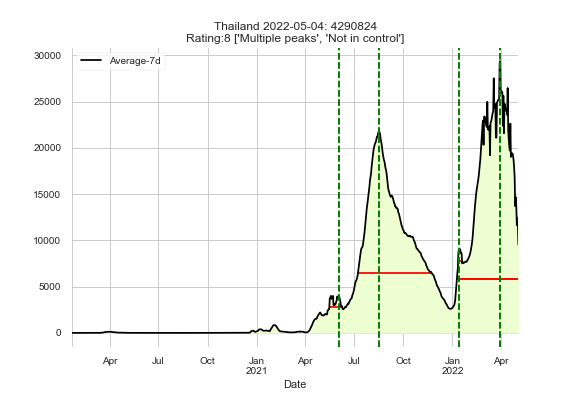 Thailand 2022-05-04: 4290824
Rating:8 ['Multiple peaks', 'Not in control']
Average-7d
30000
25000
20000
15000
10000
5000
0
Apr Jul Oct Jan Apr Jul Oct Jan Apr
2021 2022
Date